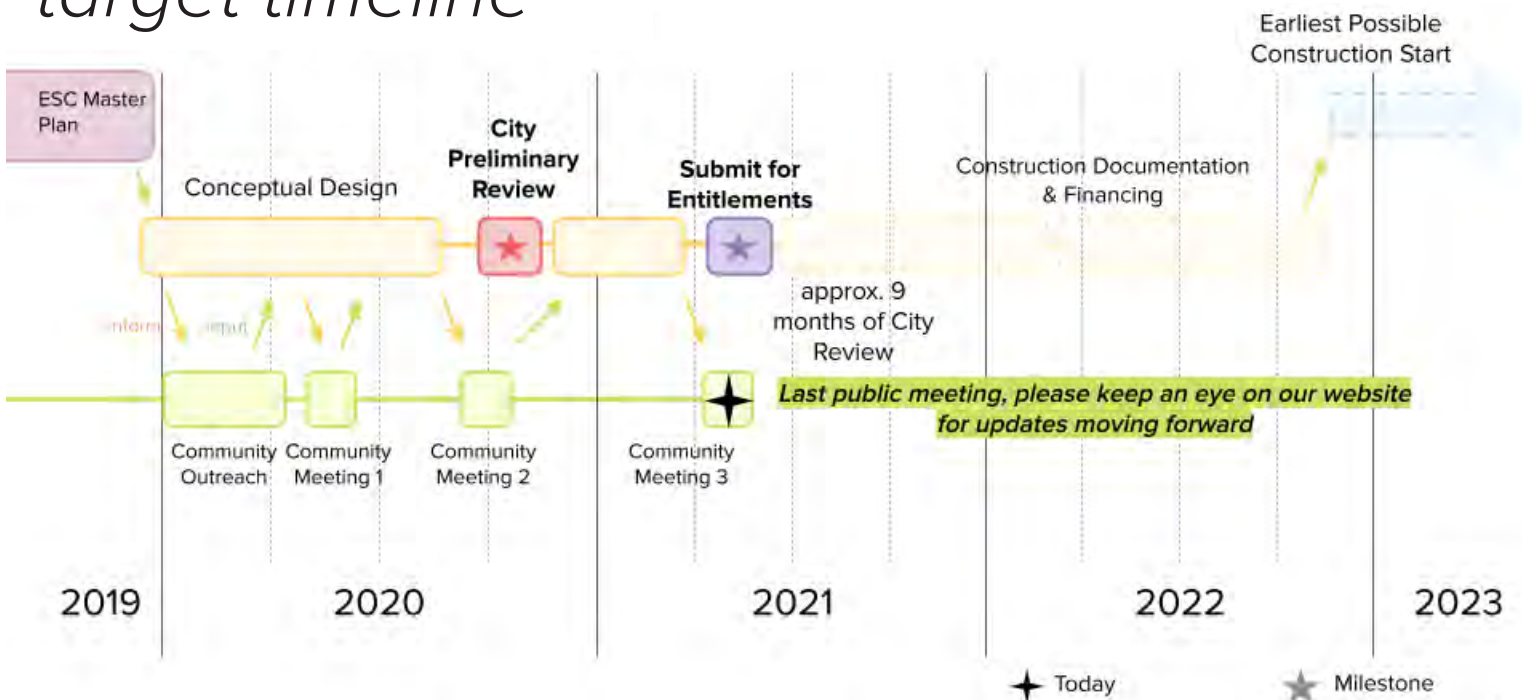 target timeline
Earliest Possible
Construction Start
ESC Master
Plan
City
Preliminary
Review
Conceptual Design
Submit for
Entitlements
Construction Documentation
& Financing
inform
input
approx. 9
months of City
Review
Last public meeting, please keep an eye on our website
for updates moving forward
Community
Outreach
Community
Meeting 1
Community
Meeting 2
Community
Meeting 3
2019
2020
2021
2022
2023
Today
Milestone